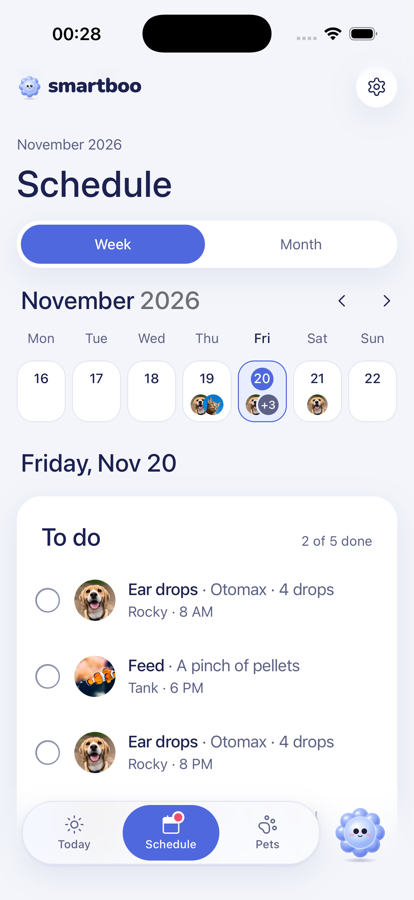 00:28
smartboo
November 2026
Schedule
Week Month
November 2026
Mon Tue Wed Thu Fri Sat Sun
16 17 18 19 20 21 22
+3
Friday, Nov 20
To do 2 of 5 done
Ear drops · Otomax · 4 drops
Rocky · 8 AM
Feed · A pinch of pellets
Tank · 6 PM
Ear drops · Otomax · 4 drops
Rocky · 8 PM
Today Schedule Pets